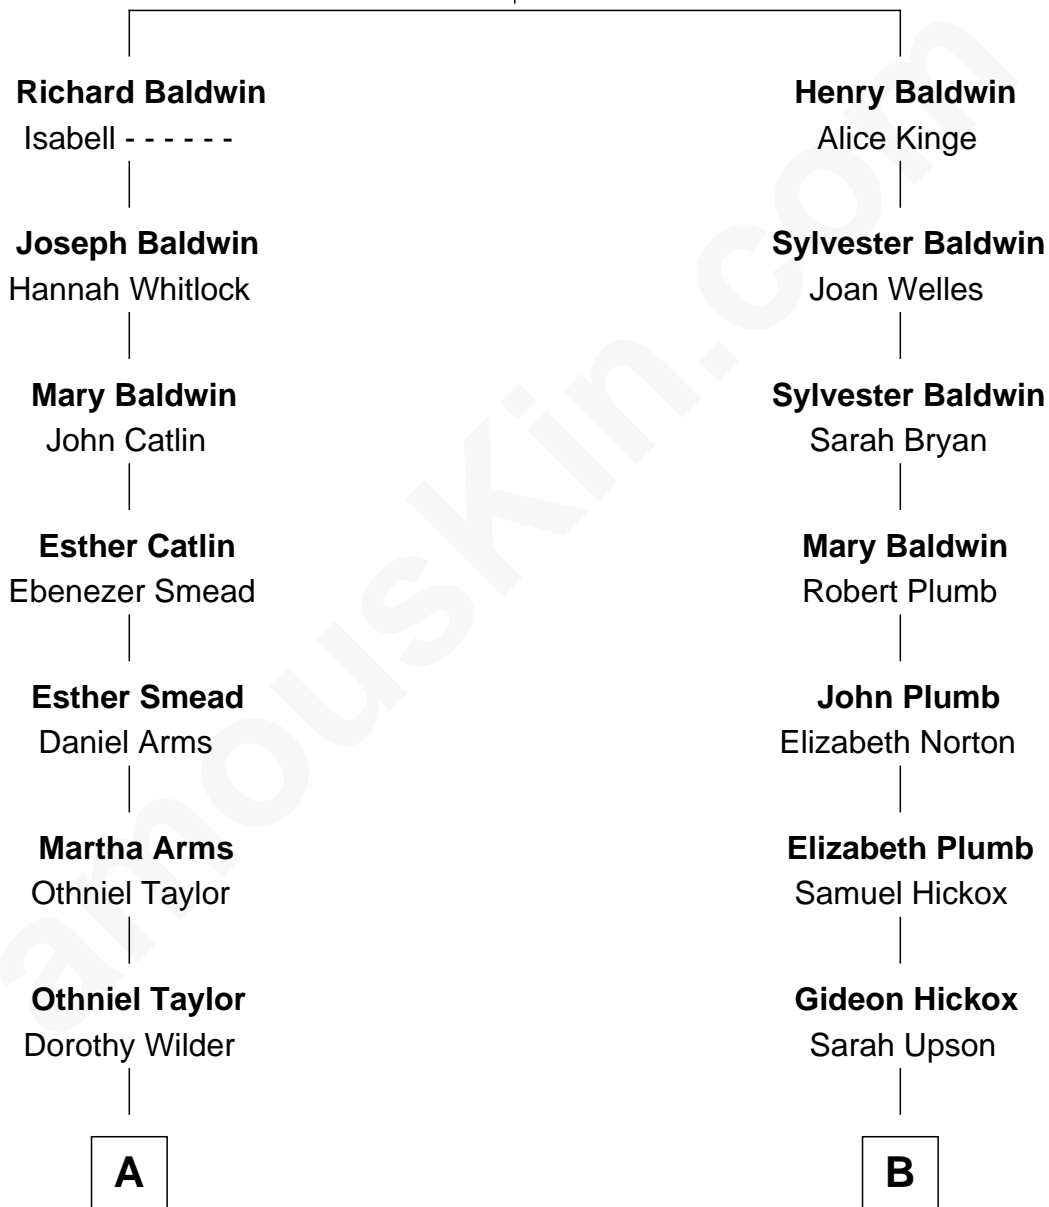 Richard Baldwin
Isabell - - - - - -
Henry Baldwin
Alice Kinge
Joseph Baldwin
Hannah Whitlock
Sylvester Baldwin
Joan Welles
Mary Baldwin
John Catlin
Sylvester Baldwin
Sarah Bryan
Esther Catlin
Ebenezer Smead
Mary Baldwin
Robert Plumb
Esther Smead
Daniel Arms
John Plumb
Elizabeth Norton
Martha Arms
Othniel Taylor
Elizabeth Plumb
Samuel Hickox
Othniel Taylor
Dorothy Wilder
Gideon Hickox
Sarah Upson
A
B
amouskin.com